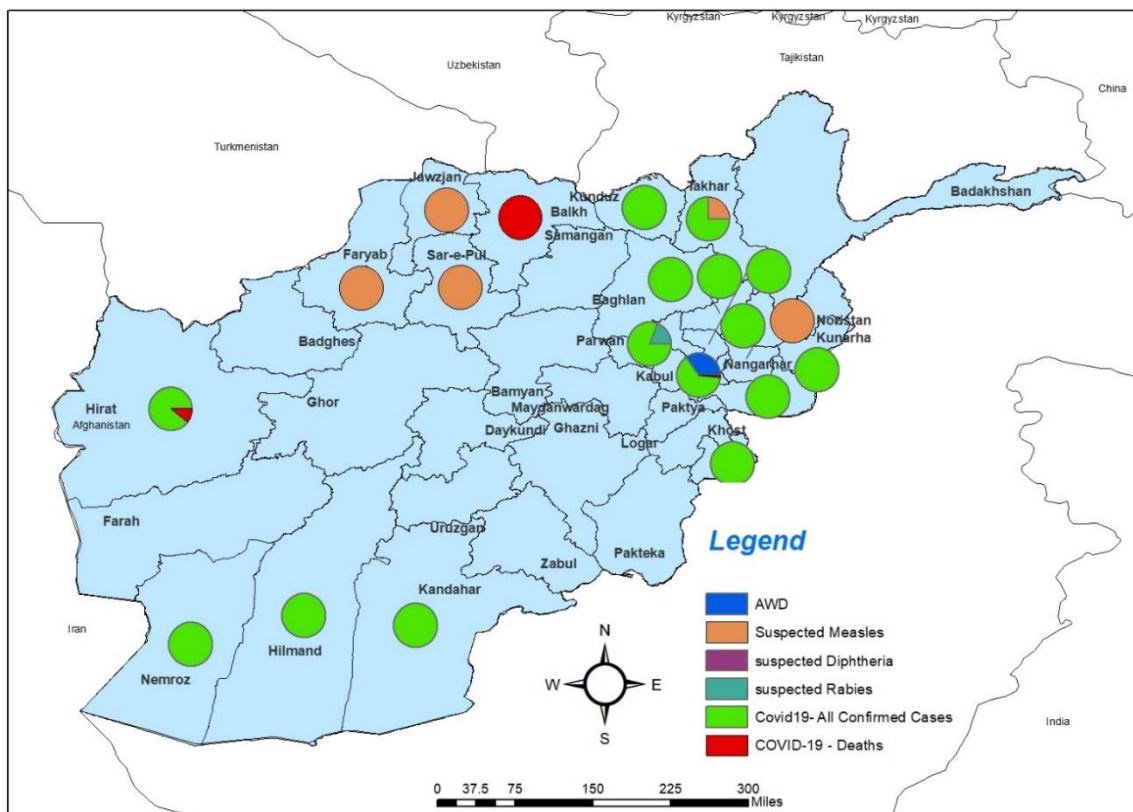 Kyrgyzstan
Kyrgyzstan
Kyrgyzstan
Uzbekistan
Tajikistan
China
Turkmenistan
Jawzjan
Kunduz
Takhar
Badakhshan
Balkh
Samangan
Faryab
Sar-e-Pul
Baghlan
Noristan
Kunarha
Badghes
Parwan
Nangarhar
Kabul
Hirat
Afghanistan
Ghor
Bamyan
Maydanwardag
Paktya
Daykundi
Ghazni
Logar
Khost
Farah
Uruzgan
Zabul
Pakteka
Kandahar
Iran
Hilmand
Nemroz
India
Legend
AWD
Suspected Measles
suspected Diphtheria
suspected Rabies
Covid19- All Confirmed Cases
COVID-19 - Deaths
N
W E
S
0 37.5 75 150 225 300
Miles